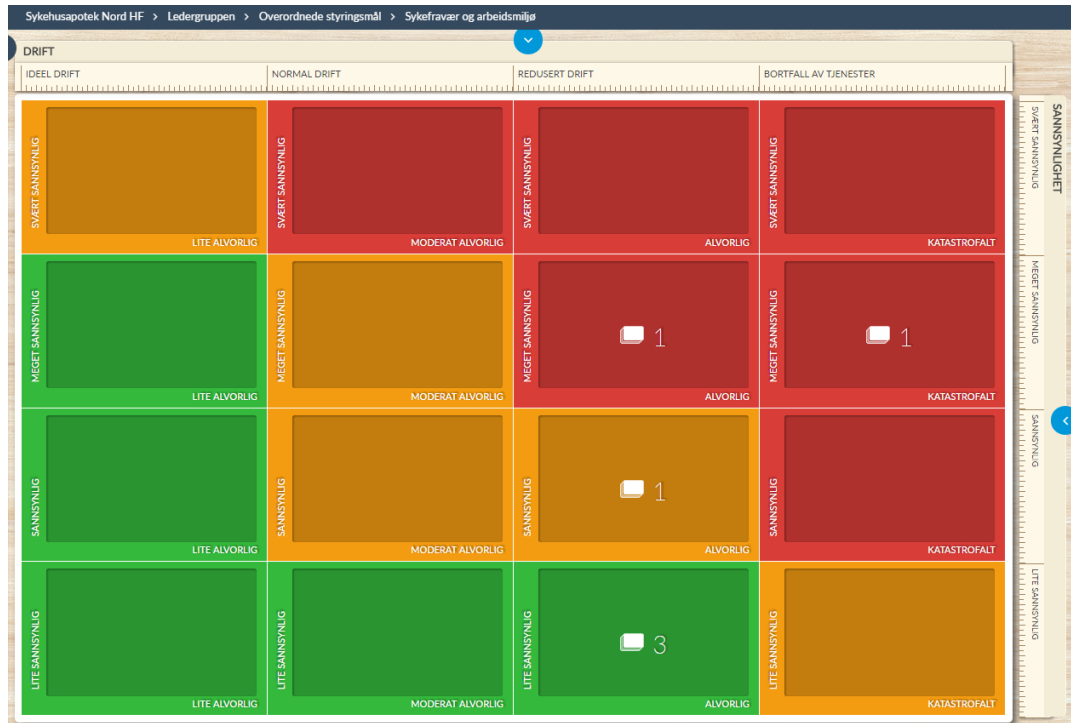 Sykehusapotek Nord HF > Ledergruppen > Overordnede styringsmål > Sykefravær og arbeidsmiljø
DRIFT
IDEEL DRIFT NORMAL DRIFT REDUSERT DRIFT BORTFALL AV TJENESTER
SANNSYNLIGHET
SVÆRT SANNSYNLIG
MEGET SANNSYNLIG
SANNSYNLIG
LITE SANNSYNLIG
SVÆRT SANNSYNLIG SVÆRT SANNSYNLIG SVÆRT SANNSYNLIG SVÆRT SANNSYNLIG
LITE ALVORLIG MODERAT ALVORLIG ALVORLIG KATASTROFALT
MEGET SANNSYNLIG MEGET SANNSYNLIG MEGET SANNSYNLIG 1 MEGET SANNSYNLIG 1
LITE ALVORLIG MODERAT ALVORLIG ALVORLIG KATASTROFALT
SANNSYNLIG SANNSYNLIG SANNSYNLIG 1 SANNSYNLIG
LITE ALVORLIG MODERAT ALVORLIG ALVORLIG KATASTROFALT
LITE SANNSYNLIG LITE SANNSYNLIG LITE SANNSYNLIG 3 LITE SANNSYNLIG
LITE ALVORLIG MODERAT ALVORLIG ALVORLIG KATASTROFALT